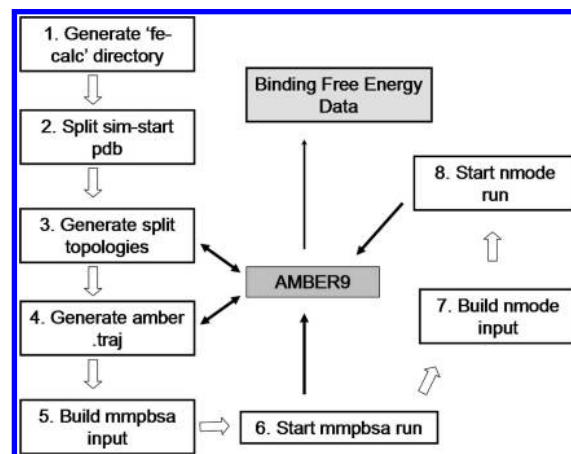 1. Generate ‘fe-
calc’ directory
2. Split sim-start
pdb
3. Generate split
topologies
4. Generate amber
.traj
5. Build mmpbsa
input
6. Start mmpbsa run
7. Build nmode
input
8. Start nmode
run
AMBER9
Binding Free Energy
Data